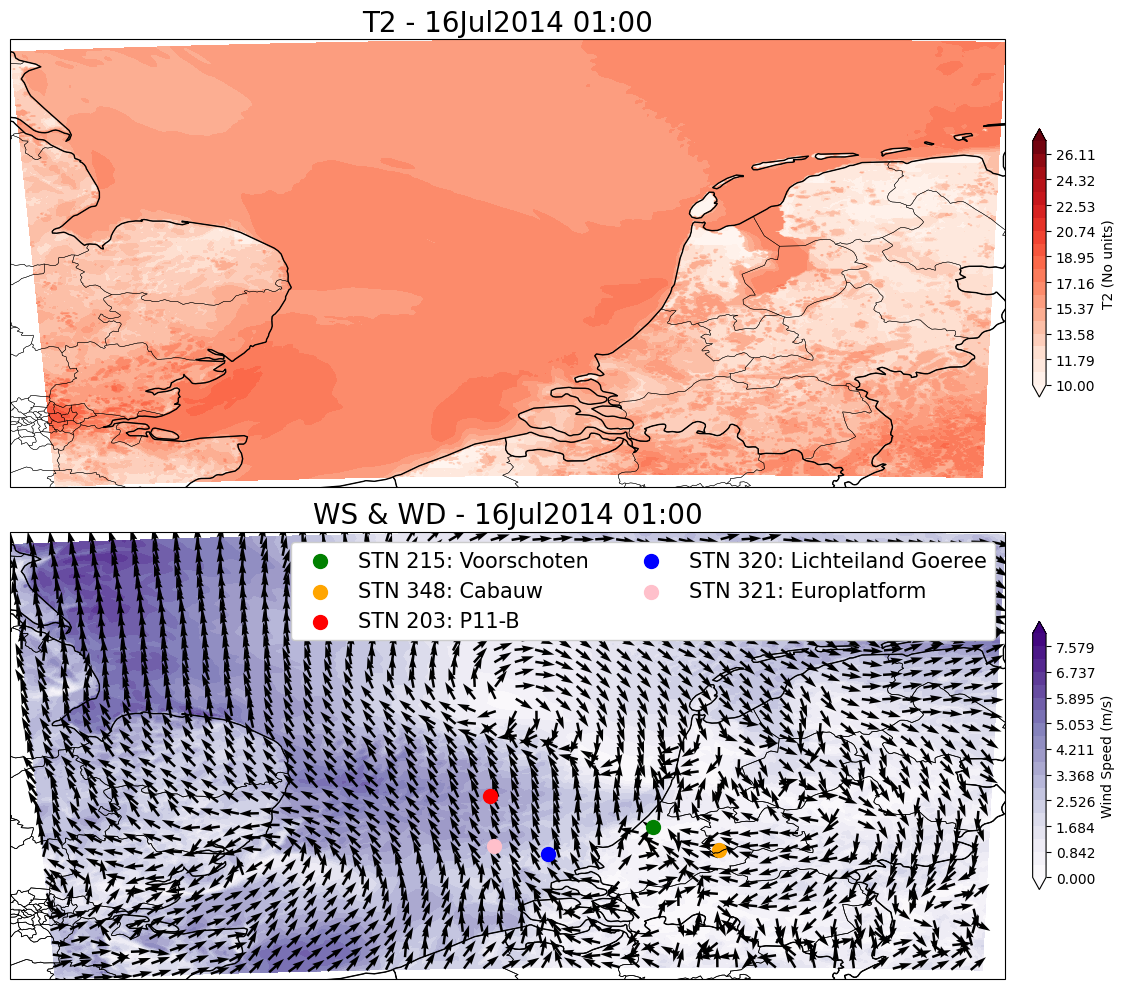 T2 - 16Jul2014 01:00
26.11
24.32
22.53
20.74
18.95
17.16
15.37
13.58
11.79
10.00
T2 (No units)
WS & WD - 16Jul2014 01:00
STN 215: Voorschoten
STN 348: Cabauw
STN 203: P11-B
STN 320: Lichteiland Goeree
STN 321: Europlatform
7.579
6.737
5.895
5.053
4.211
3.368
2.526
1.684
0.842
0.000
Wind Speed (m/s)